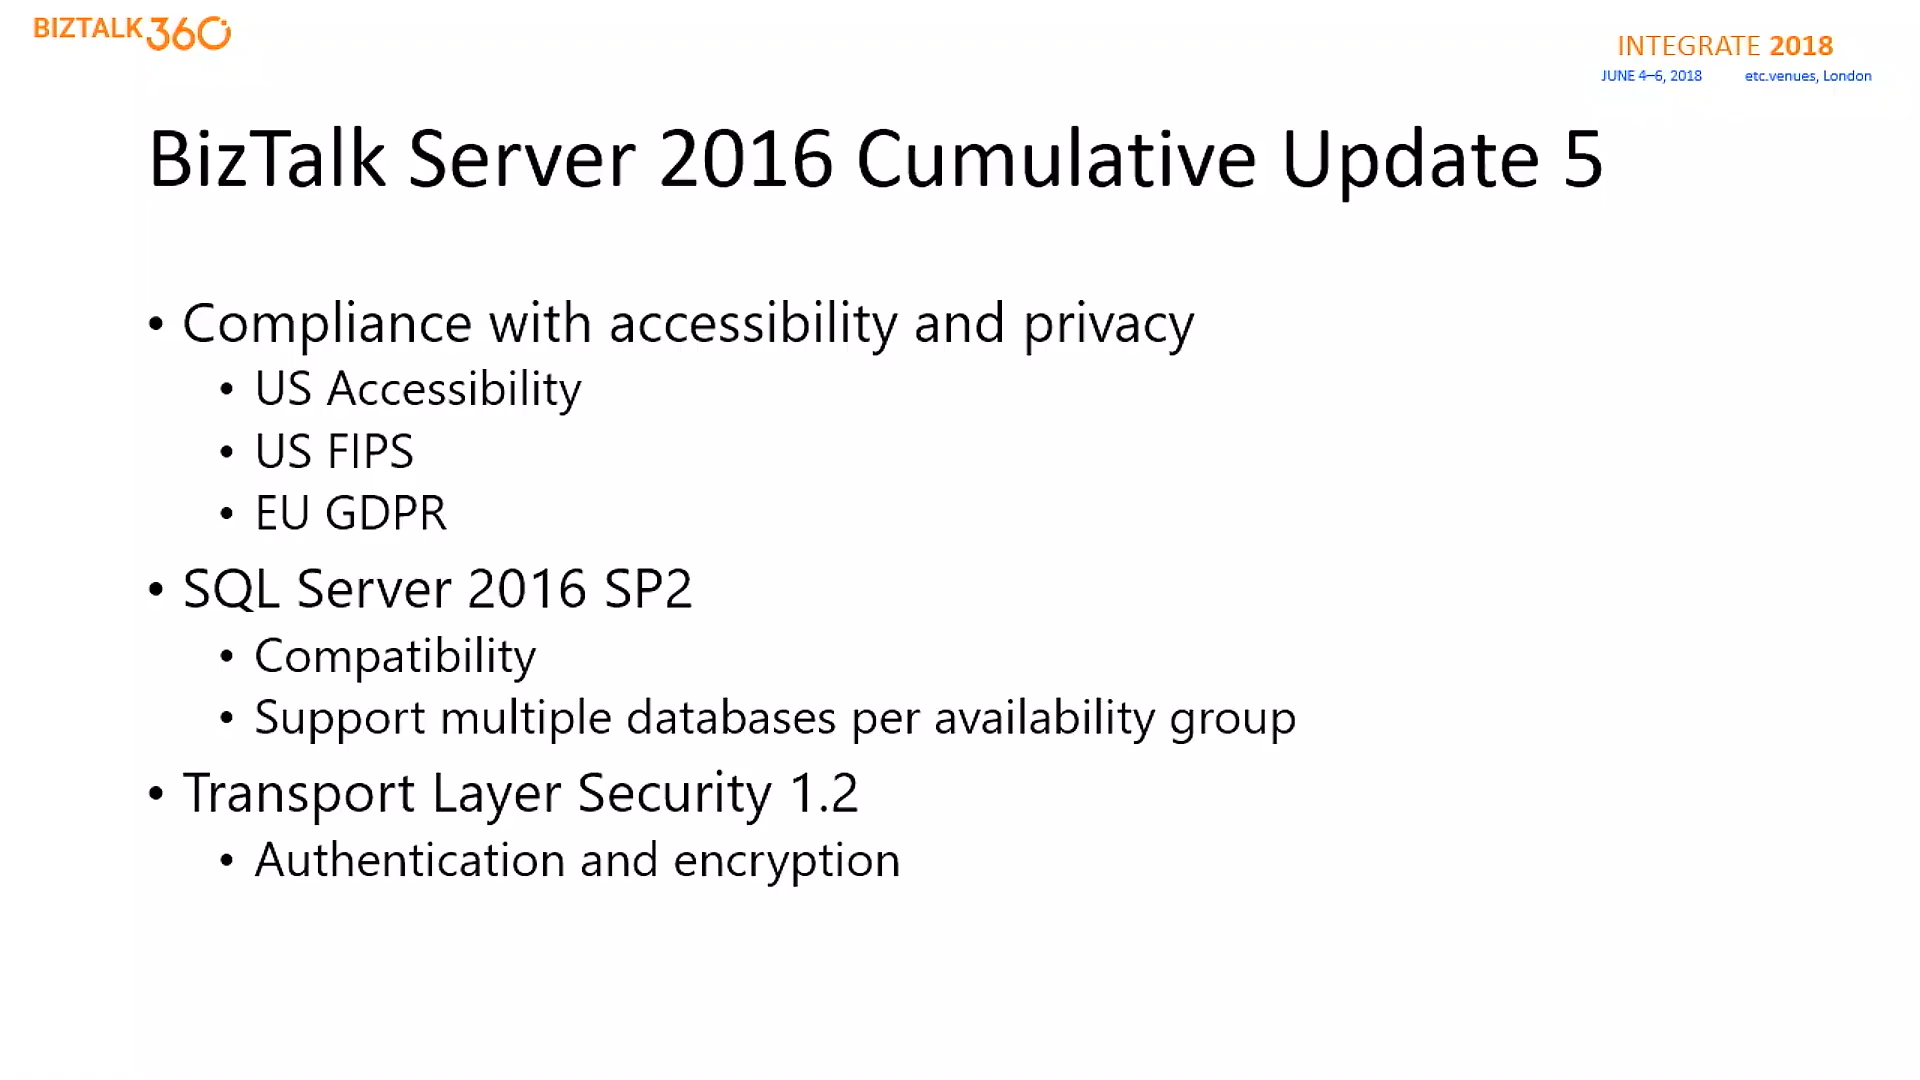 BIZTALK360
INTEGRATE 2018
JUNE 4–6, 2018 etc.venues, London
BizTalk Server 2016 Cumulative Update 5
• Compliance with accessibility and privacy
• US Accessibility
• US FIPS
• EU GDPR
• SQL Server 2016 SP2
• Compatibility
• Support multiple databases per availability group
• Transport Layer Security 1.2
• Authentication and encryption